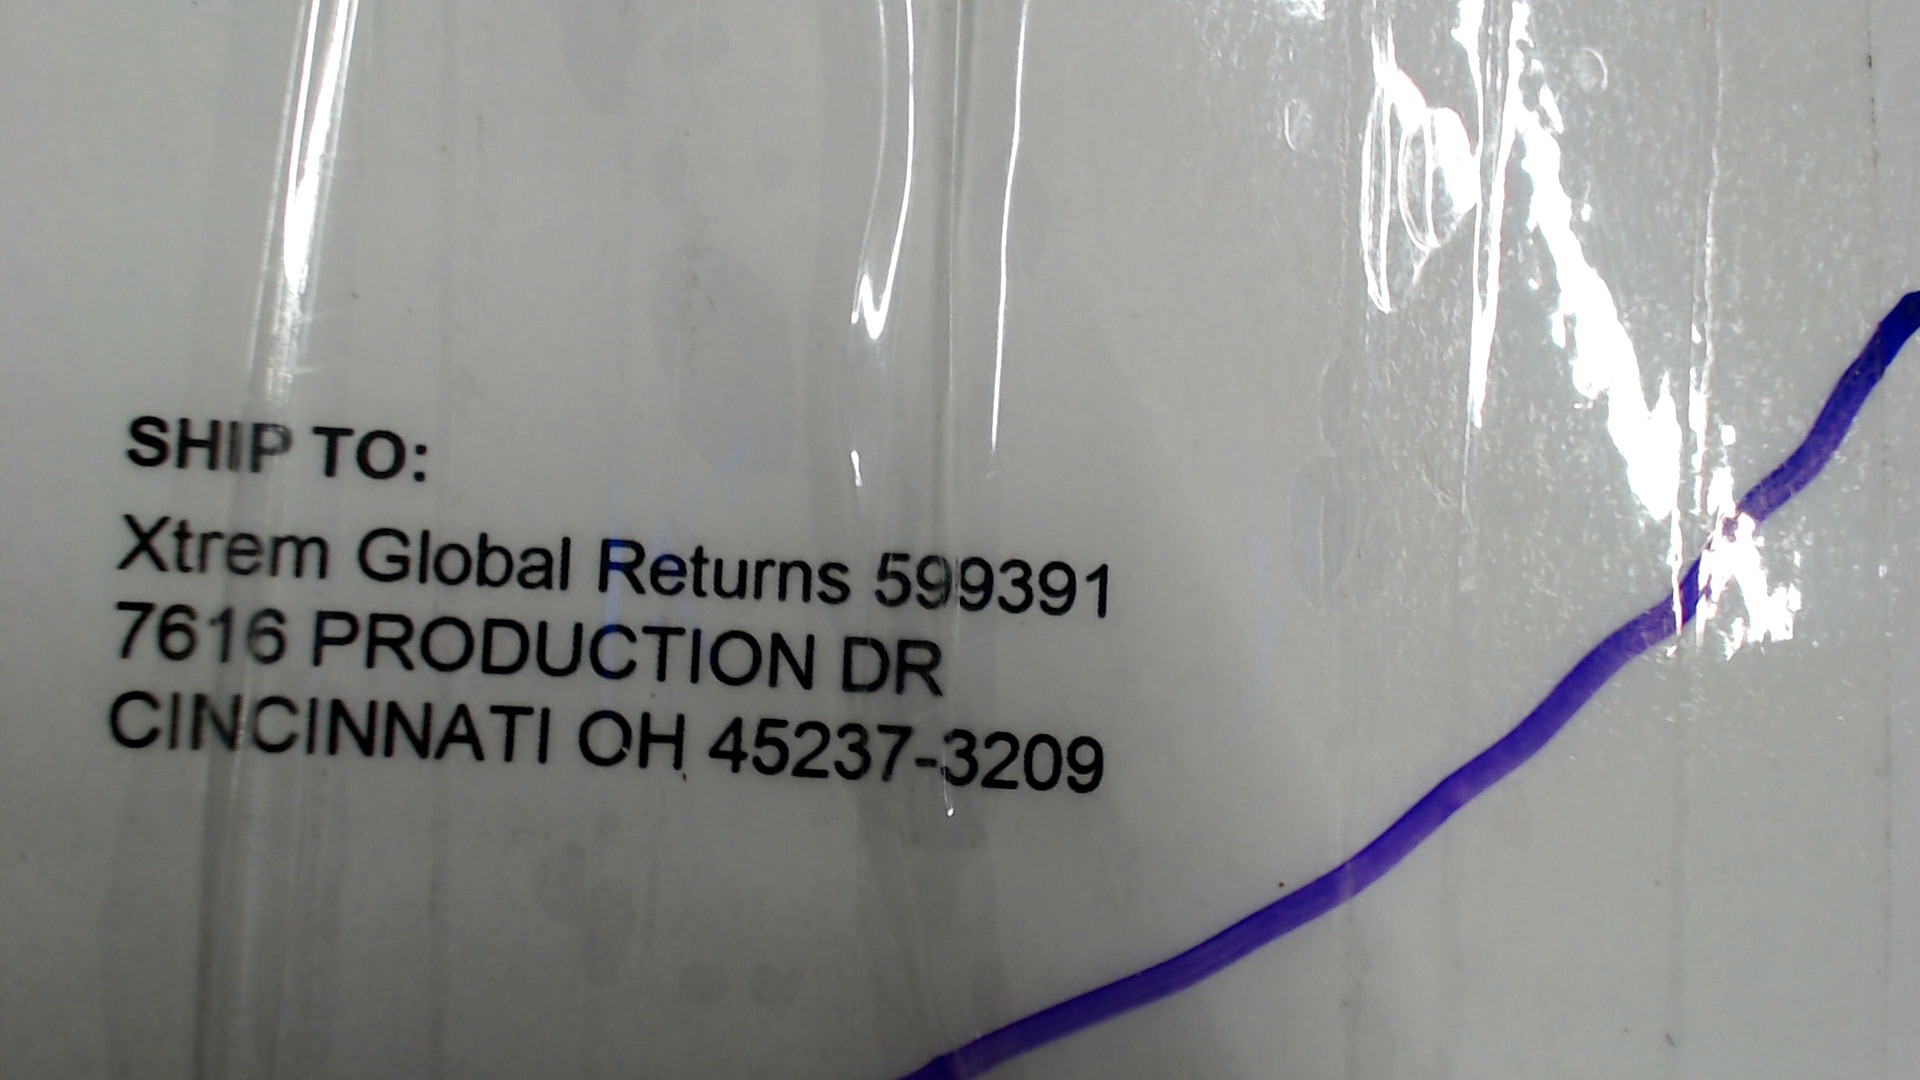 SHIP TO:
Xtrem Global Returns 599391
7616 PRODUCTION DR
CINCINNATI OH 45237-3209